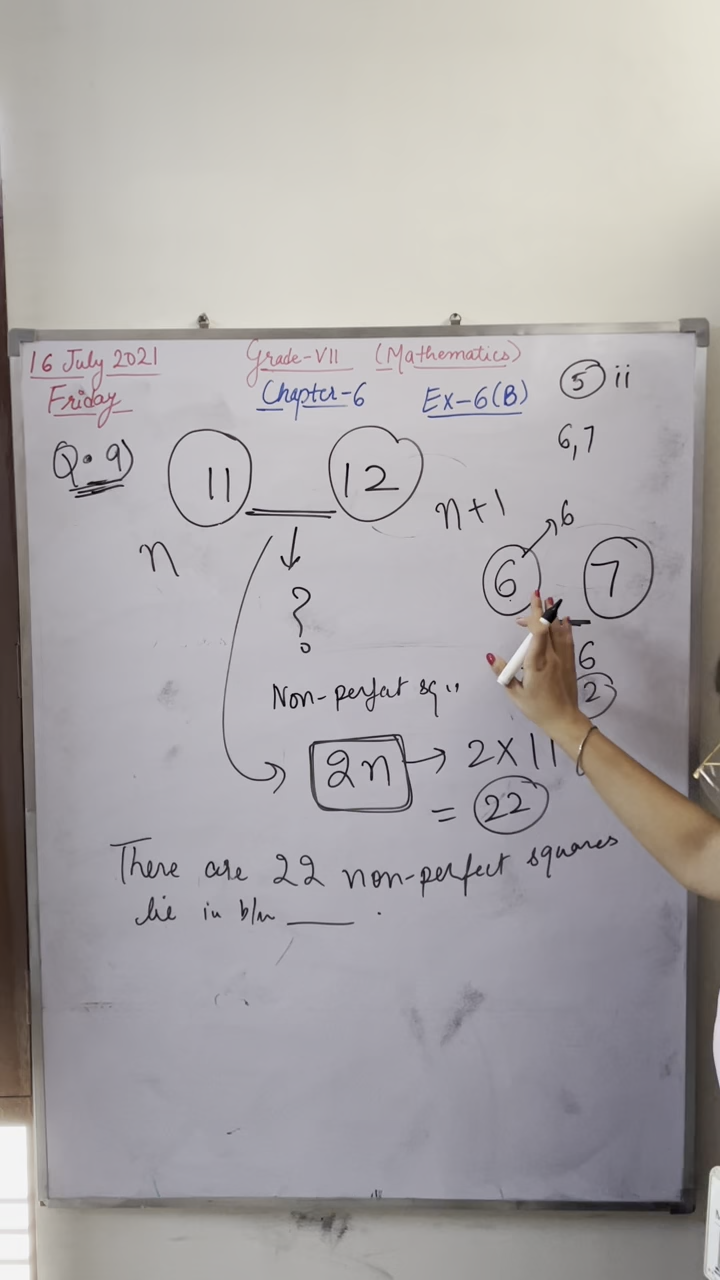 16 July 2021
Friday
Grade-VII (Mathematics)
Chapter-6 Ex-6(B)
Q.9)
11 ___ 12
n
n+1
?
Non-perfect sq"
2n → 2×11
= 22
There are 22 non-perfect squares
lie in b/w ___ .
5 ii
6,7
6
6 7
6
2